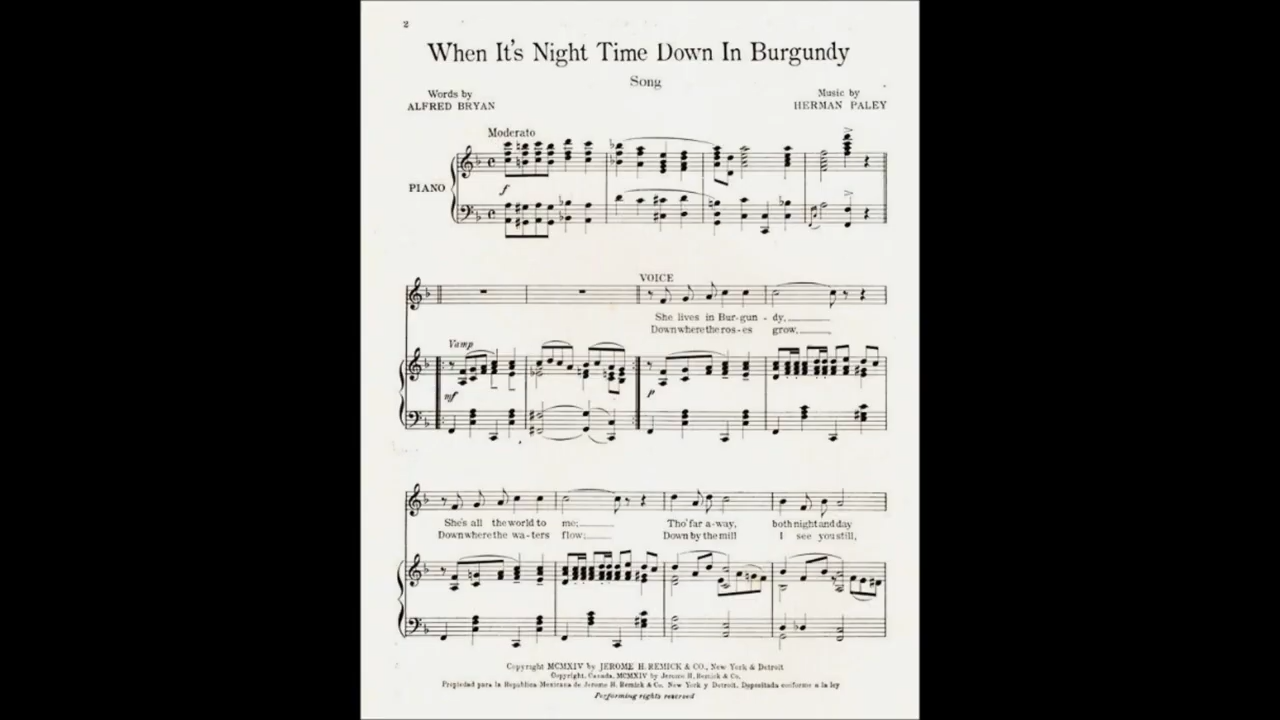 2
When It's Night Time Down In Burgundy
Song
Words by
ALFRED BRYAN
Music by
HERMAN PALEY
Moderato
PIANO
f
VOICE
She lives in Bur-gun - dy,
Down where the ros-es grow,
Vamp
mf
p
She's all the world to me;
Tho' far a-way, both night and day
Down where the wa-ters flow;
Down by the mill I see you still,
Copyright MCMXIV by JEROME H. REMICK & CO., New York & Detroit
Copyright, Canada, MCMXIV by Jerome H. Remick & Co.
Propiedad para la Republica Mexicana de Jerome H. Remick & Co. New York y Detroit. Depositada conforme a la ley
Performing rights reserved